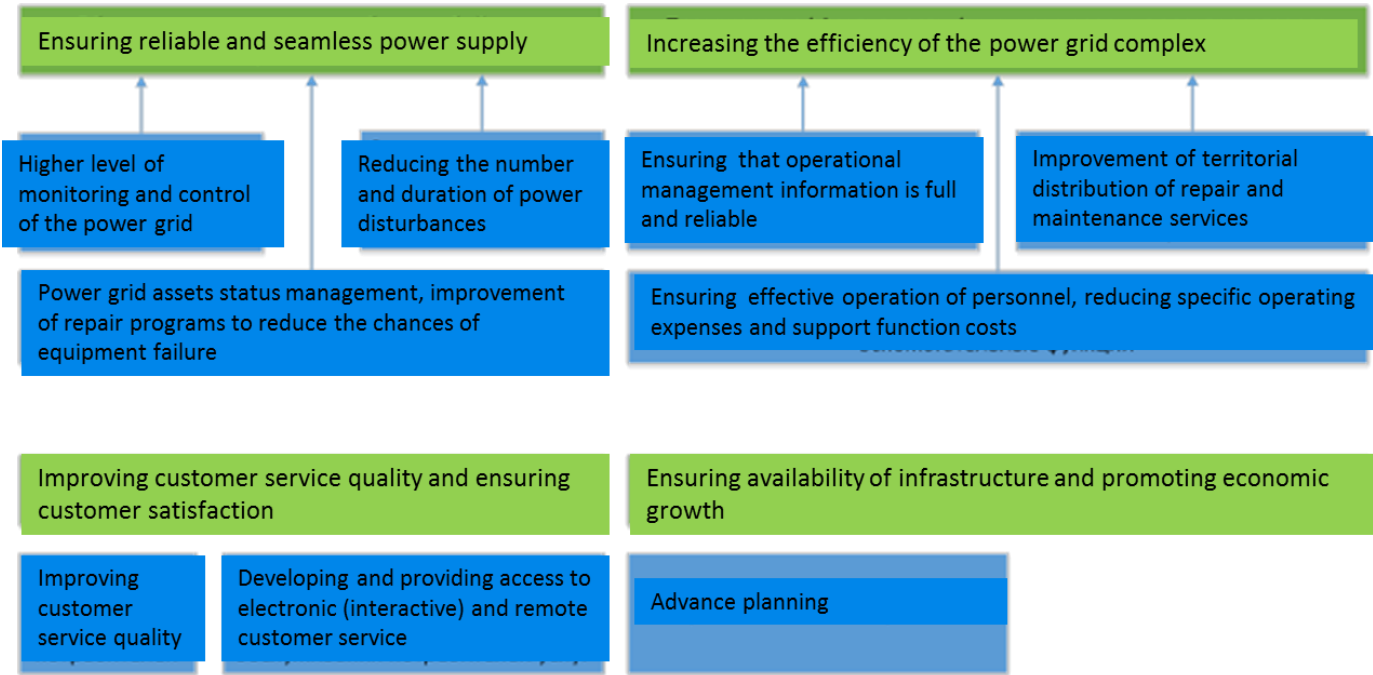 Ensuring reliable and seamless power supply
Increasing the efficiency of the power grid complex
Higher level of
monitoring and control
of the power grid
Reducing the number
and duration of power
disturbances
Ensuring that operational
management information is full
and reliable
Improvement of territorial
distribution of repair and
maintenance services
Power grid assets status management, improvement
of repair programs to reduce the chances of
equipment failure
Ensuring effective operation of personnel, reducing specific operating
expenses and support function costs
Improving customer service quality and ensuring
customer satisfaction
Ensuring availability of infrastructure and promoting economic
growth
Improving
customer
service quality
Developing and providing access to
electronic (interactive) and remote
customer service
Advance planning